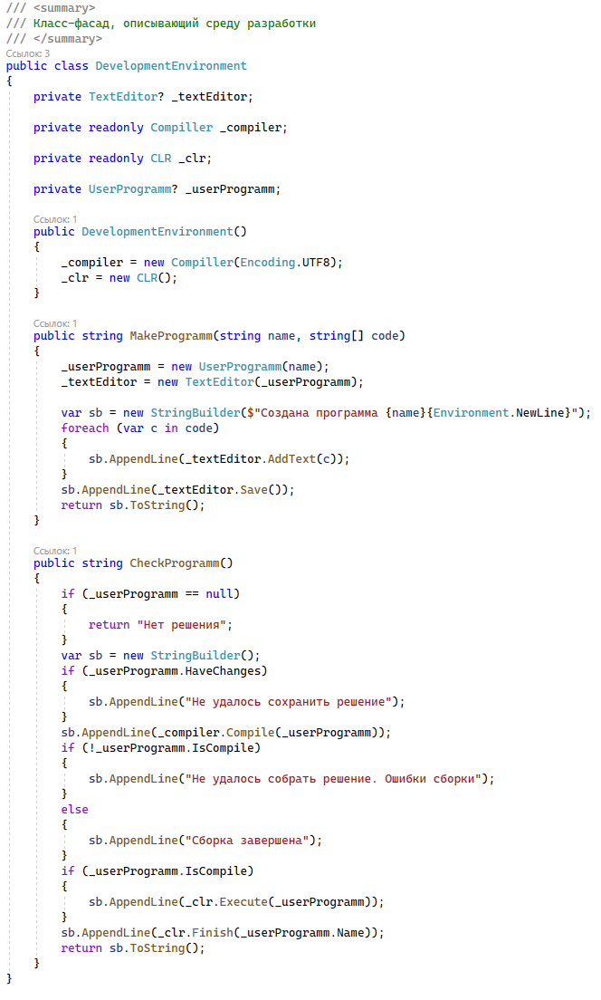 /// <summary>
/// Класс-фасад, описывающий среду разработки
/// </summary>
Ссылок: 3
public class DevelopmentEnvironment
{
    private TextEditor? _textEditor;

    private readonly Compiller _compiler;

    private readonly CLR _clr;

    private UserProgramm? _userProgramm;

    Ссылок: 1
    public DevelopmentEnvironment()
    {
        _compiler = new Compiller(Encoding.UTF8);
        _clr = new CLR();
    }

    Ссылок: 1
    public string MakeProgramm(string name, string[] code)
    {
        _userProgramm = new UserProgramm(name);
        _textEditor = new TextEditor(_userProgramm);

        var sb = new StringBuilder($"Создана программа {name}{Environment.NewLine}");
        foreach (var c in code)
        {
            sb.AppendLine(_textEditor.AddText(c));
        }
        sb.AppendLine(_textEditor.Save());
        return sb.ToString();
    }

    Ссылок: 1
    public string CheckProgramm()
    {
        if (_userProgramm == null)
        {
            return "Нет решения";
        }
        var sb = new StringBuilder();
        if (_userProgramm.HaveChanges)
        {
            sb.AppendLine("Не удалось сохранить решение");
        }
        sb.AppendLine(_compiler.Compile(_userProgramm));
        if (!_userProgramm.IsCompile)
        {
            sb.AppendLine("Не удалось собрать решение. Ошибки сборки");
        }
        else
        {
            sb.AppendLine("Сборка завершена");
        }
        if (_userProgramm.IsCompile)
        {
            sb.AppendLine(_clr.Execute(_userProgramm));
        }
        sb.AppendLine(_clr.Finish(_userProgramm.Name));
        return sb.ToString();
    }
}